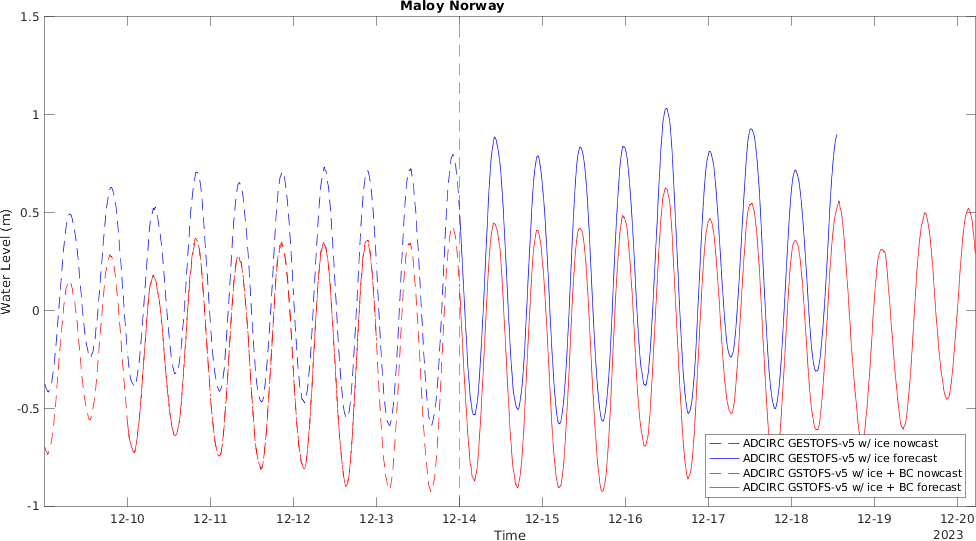 Maloy Norway
1.5
1
0.5
0
-0.5
-1
Water Level (m)
12-10
12-11
12-12
12-13
12-14
12-15
12-16
12-17
12-18
12-19
12-20
Time
2023
ADCIRC GESTOFS-v5 w/ ice nowcast
ADCIRC GESTOFS-v5 w/ ice forecast
ADCIRC GSTOFS-v5 w/ ice + BC nowcast
ADCIRC GESTOFS-v5 w/ ice + BC forecast